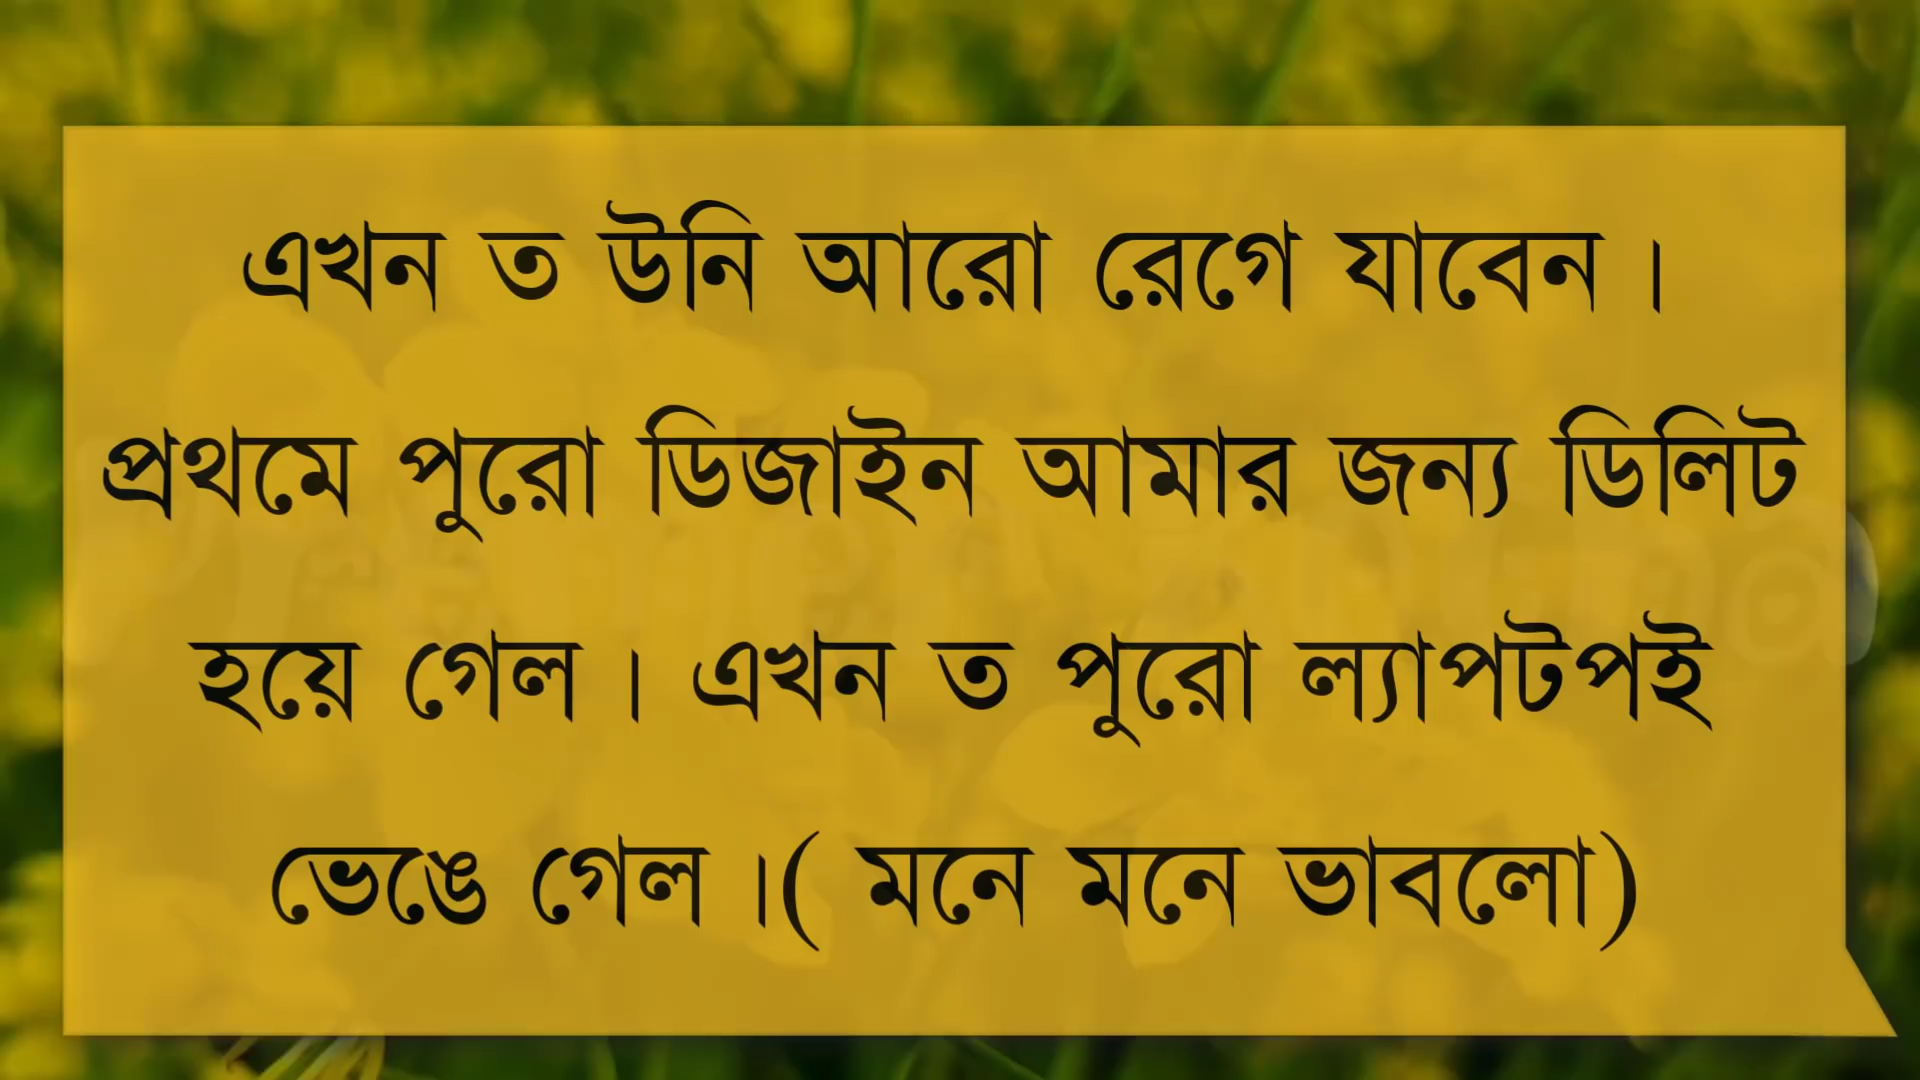 এখন ত উনি আরো রেগে যাবেন ।
প্রথমে পুরো ডিজাইন আমার জন্য ডিলিট
হয়ে গেল । এখন ত পুরো ল্যাপটপই
ভেঙে গেল ।( মনে মনে ভাবলো)